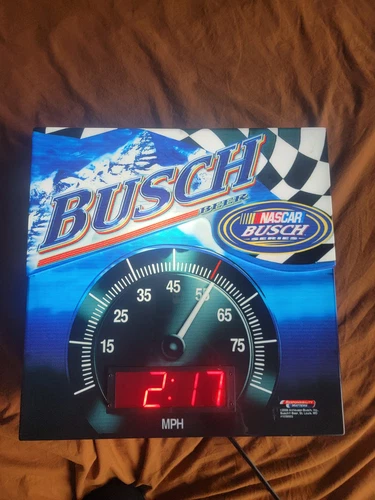 BUSCH
BEER
NASCAR
BUSCH
15 25 35 45 55 65 75
2:17
MPH